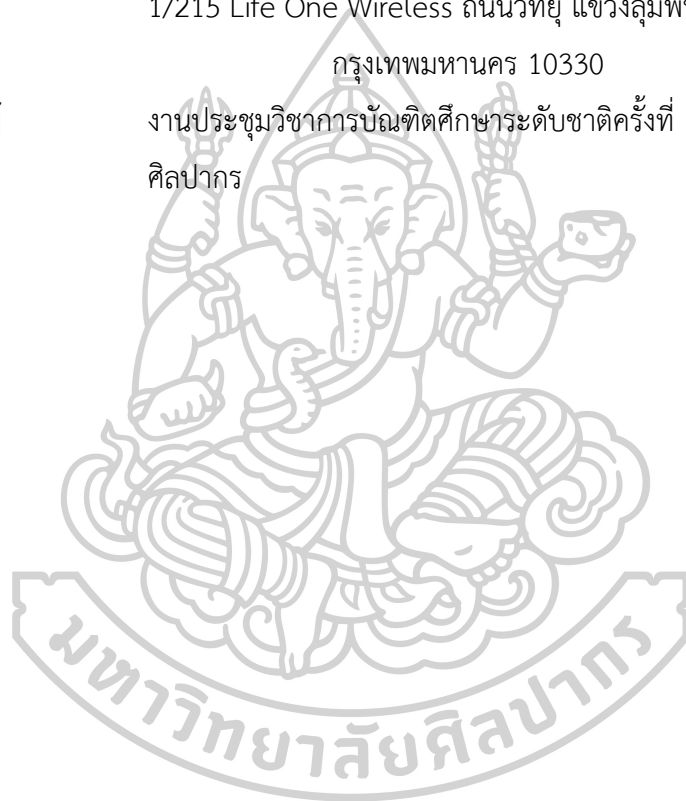 1/215 Life One Wireless ถนนวิทยุ แขวงลุมพิ
กรุงเทพมหานคร 10330
งานประชุมวิชาการบัณฑิตศึกษาระดับชาติครั้งที่
ศิลปากร
มหาวิทยาลัยศิลปากร